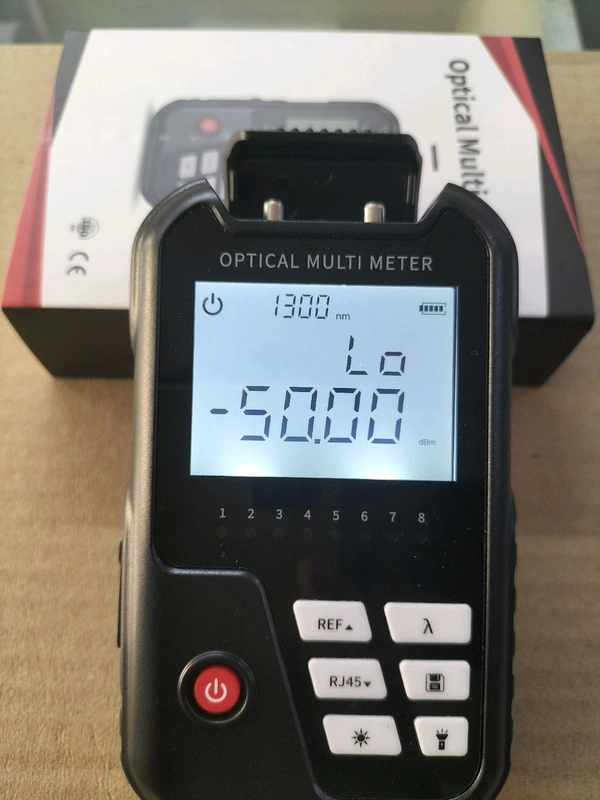 Optical Multi
CE
OPTICAL MULTI METER
1300 nm
Lo
-50.00 dBm
1 2 3 4 5 6 7 8
REF▲ λ
RJ45▼